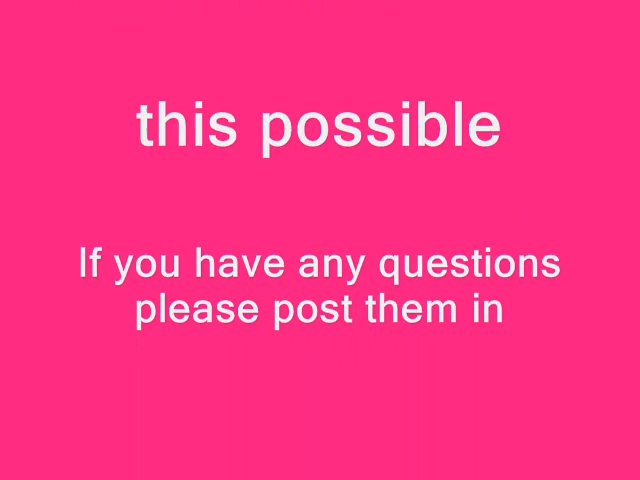 this possible
If you have any questions
please post them in